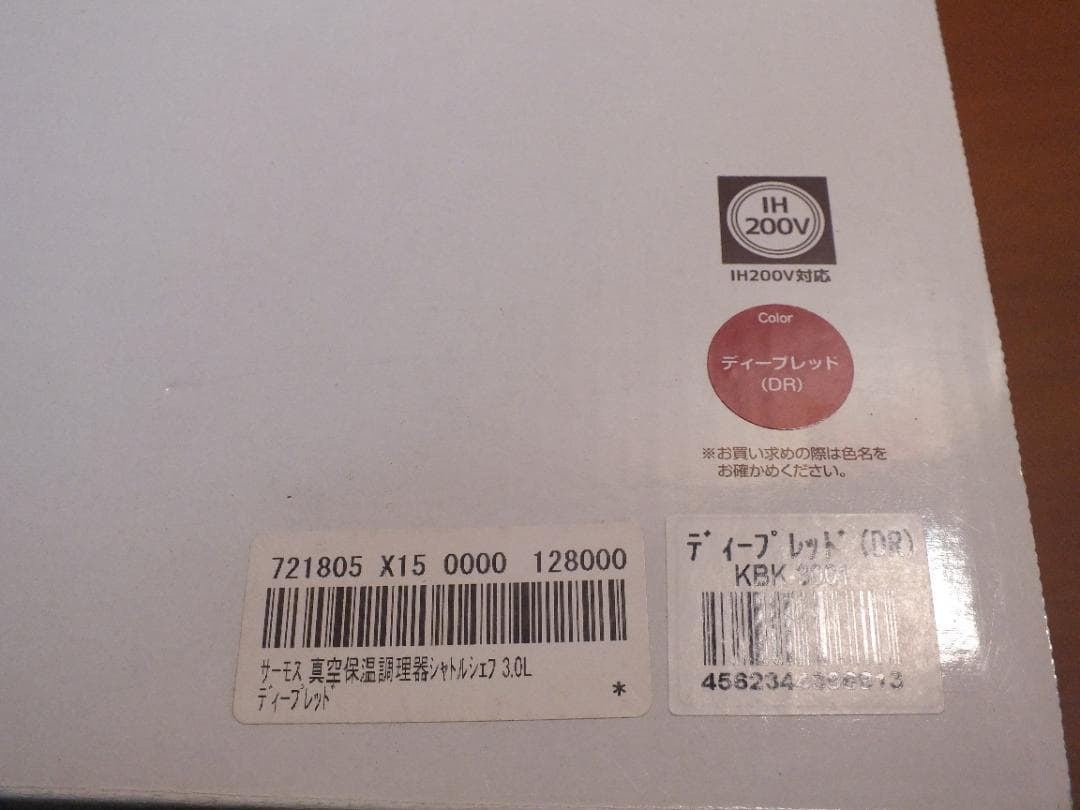 IH
200V
IH200V対応
Color
ディープレッド
(DR)
※お買い求めの際は色名を
お確かめください。
721805 X15 0000 128000
サーモス 真空保温調理器シャトルシェフ 3.0L
ディープレッド
*
ディープレッド(DR)
KBK